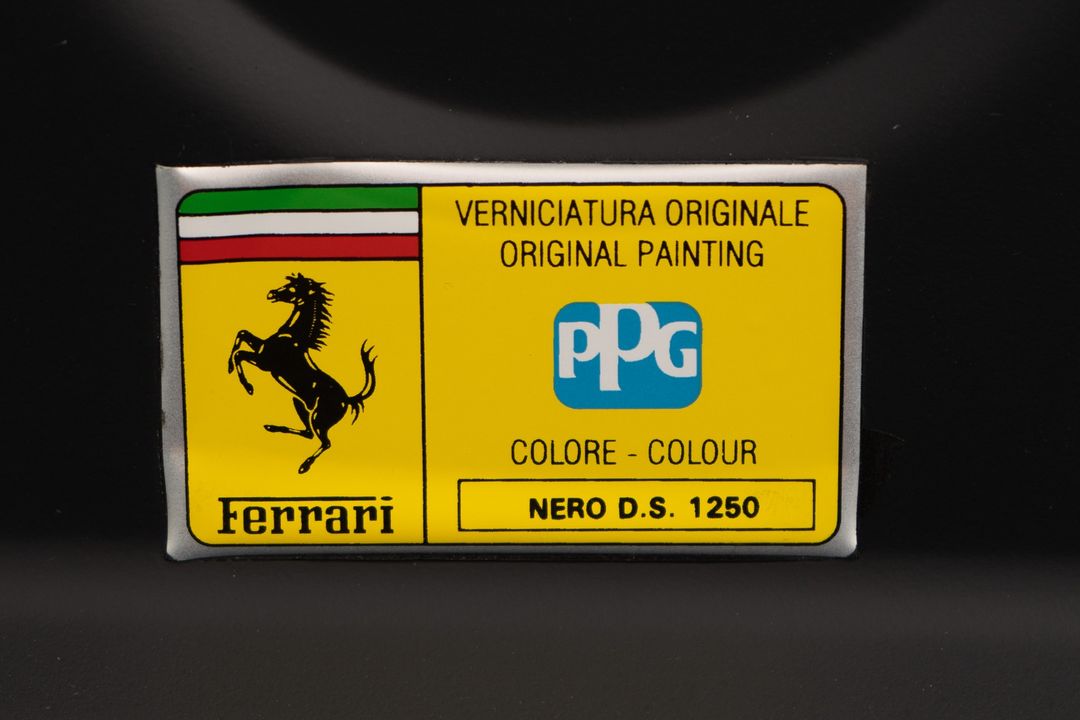 VERNICIATURA ORIGINALE
ORIGINAL PAINTING
PPG
COLORE - COLOUR
NERO D.S. 1250
Ferrari